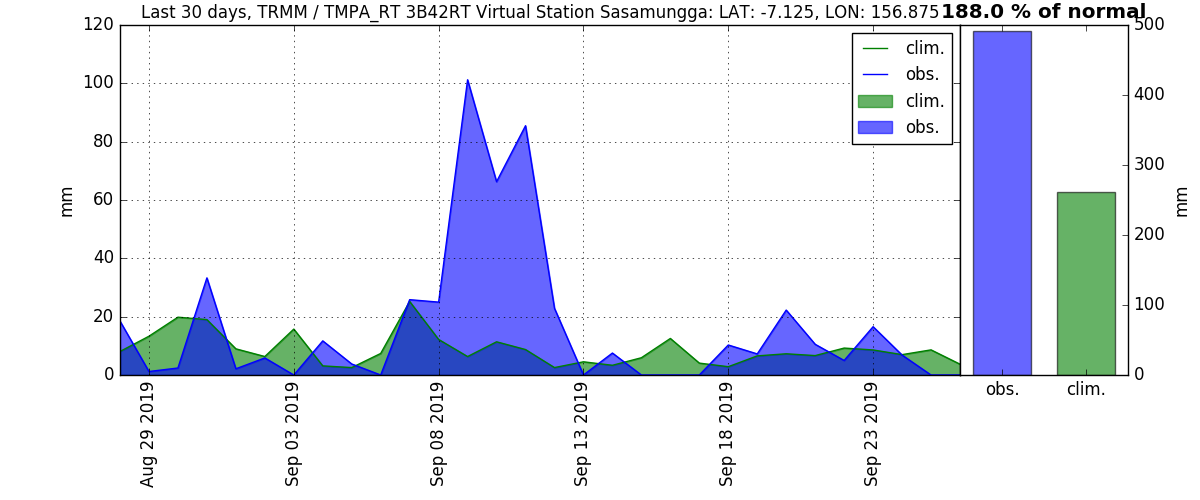 Last 30 days, TRMM / TMPA_RT 3B42RT Virtual Station Sasamungga: LAT: -7.125, LON: 156.875
188.0 % of normal
120
100
80
60
40
20
0
mm
clim.
obs.
clim.
obs.
500
400
300
200
100
0
mm
obs.
clim.
Aug 29 2019
Sep 03 2019
Sep 08 2019
Sep 13 2019
Sep 18 2019
Sep 23 2019